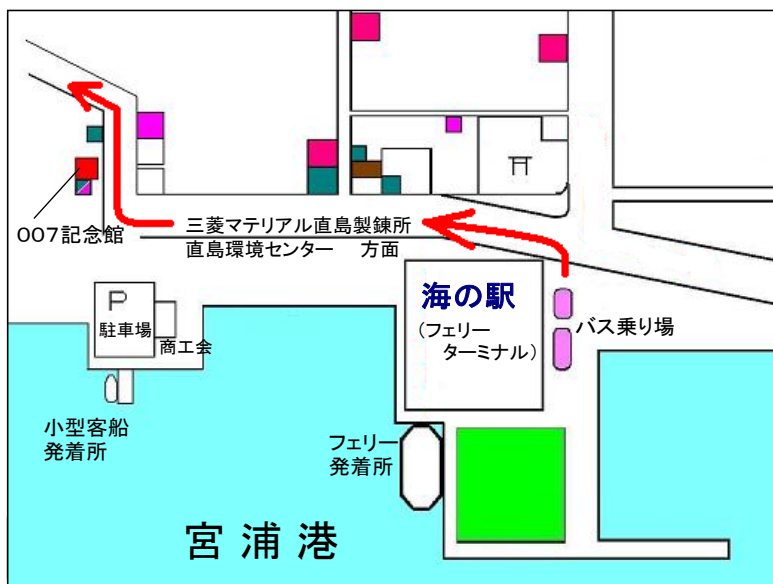 007記念館
三菱マテリアル直島製錬所
直島環境センター　方面
海の駅
（フェリー
ターミナル）
バス乗り場
P
駐車場
商工会
小型客船
発着所
フェリー
発着所
宮浦港